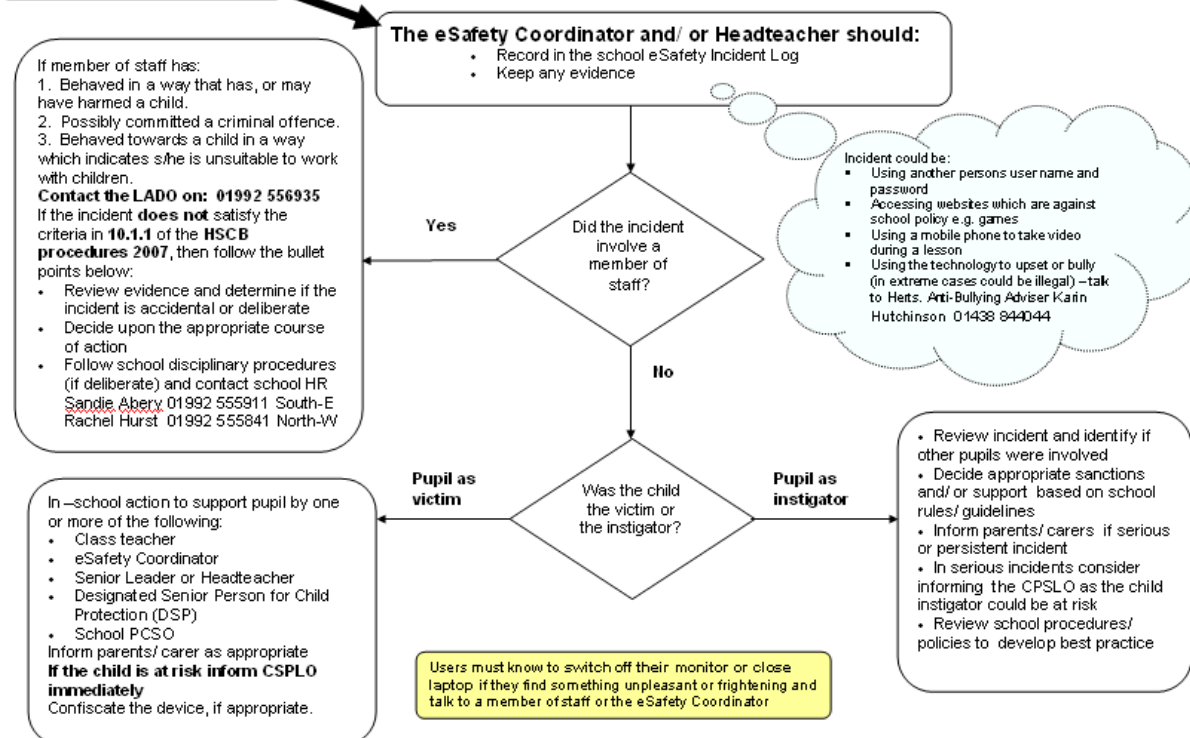 The eSafety Coordinator and/ or Headteacher should:
• Record in the school eSafety Incident Log
• Keep any evidence
If member of staff has:
1. Behaved in a way that has, or may
have harmed a child.
2. Possibly committed a criminal offence.
3. Behaved towards a child in a way
which indicates s/he is unsuitable to work
with children.
Contact the LADO on: 01992 556935
If the incident does not satisfy the
criteria in 10.1.1 of the HSCB
procedures 2007, then follow the bullet
points below:
• Review evidence and determine if the
incident is accidental or deliberate
• Decide upon the appropriate course
of action
• Follow school disciplinary procedures
(if deliberate) and contact school HR
Sandie Abery 01992 555911 South-E
Rachel Hurst 01992 555841 North-W
Yes
Did the incident
involve a
member of
staff?
Incident could be:
▪ Using another persons user name and
password
▪ Accessing websites which are against
school policy e.g. games
▪ Using a mobile phone to take video
during a lesson
▪ Using the technology to upset or bully
(in extreme cases could be illegal) – talk
to Herts. Anti-Bullying Adviser Karin
Hutchinson 01438 844044
No
Pupil as
victim
Was the child
the victim or
the instigator?
Pupil as
instigator
In –school action to support pupil by one
or more of the following:
• Class teacher
• eSafety Coordinator
• Senior Leader or Headteacher
• Designated Senior Person for Child
Protection (DSP)
• School PCSO
Inform parents/ carer as appropriate
If the child is at risk inform CSPLO
immediately
Confiscate the device, if appropriate.
• Review incident and identify if
other pupils were involved
• Decide appropriate sanctions
and/ or support based on school
rules/ guidelines
• Inform parents/ carers if serious
or persistent incident
• In serious incidents consider
informing the CPSLO as the child
instigator could be at risk
• Review school procedures/
policies to develop best practice
Users must know to switch off their monitor or close
laptop if they find something unpleasant or frightening and
talk to a member of staff or the eSafety Coordinator